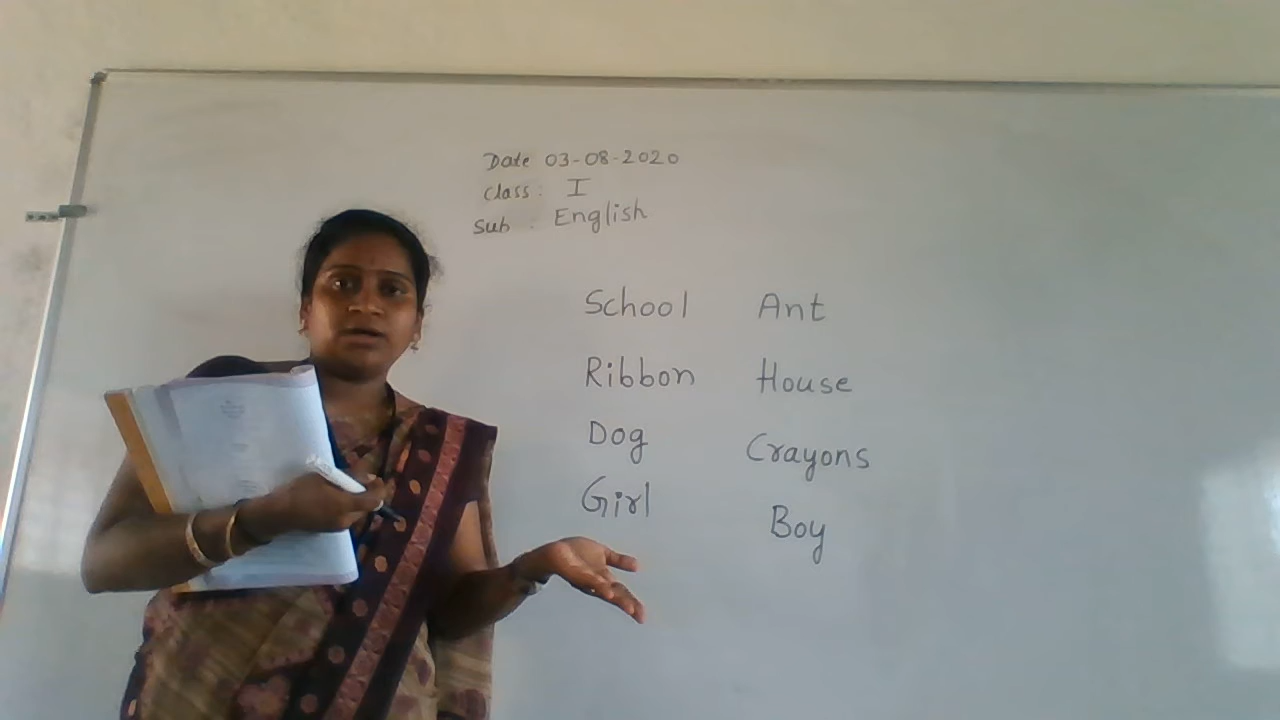 Date 03-08-2020
Class: I
Sub : English
School Ant
Ribbon House
Dog Crayons
Girl Boy